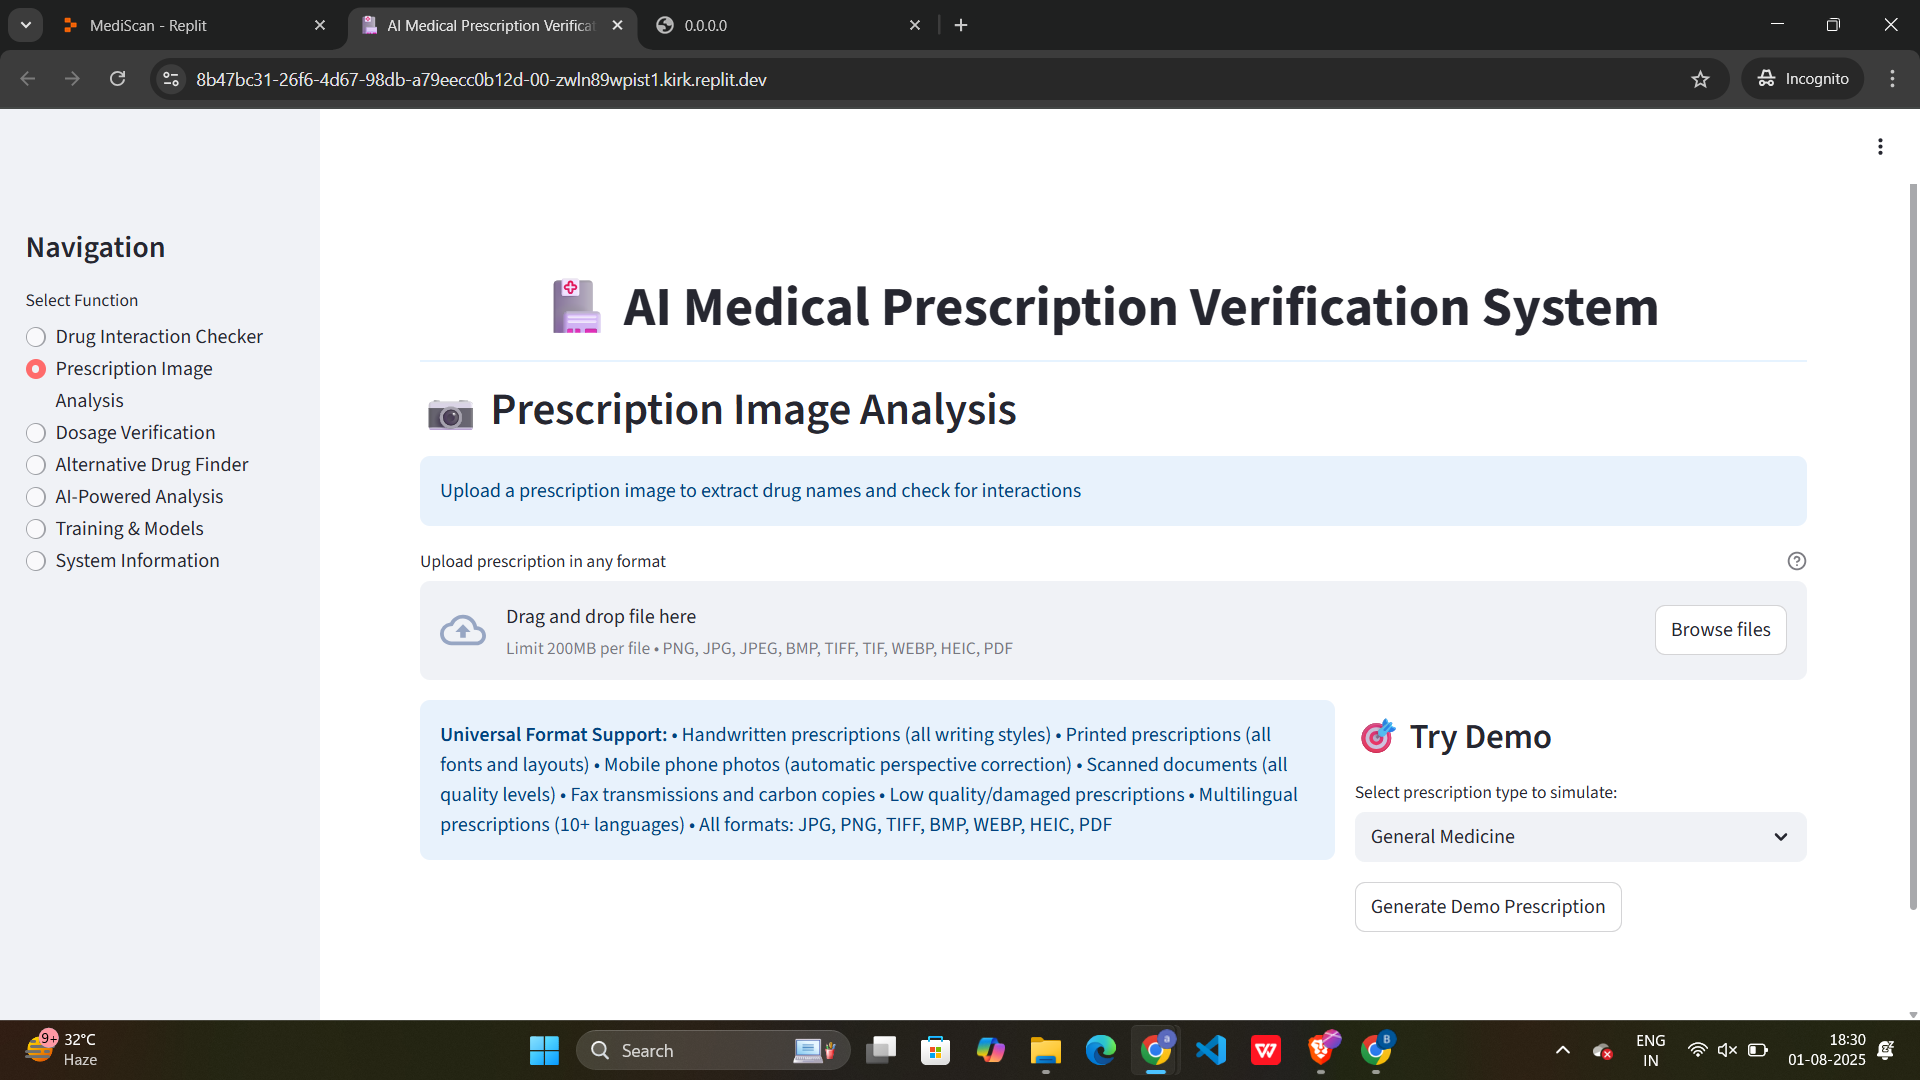 MediScan - Replit
AI Medical Prescription Verificat
0.0.0.0
8b47bc31-26f6-4d67-98db-a79eecc0b12d-00-zwln89wpist1.kirk.replit.dev
Incognito
Navigation
Select Function
Drug Interaction Checker
Prescription Image
Analysis
Dosage Verification
Alternative Drug Finder
AI-Powered Analysis
Training & Models
System Information
AI Medical Prescription Verification System
Prescription Image Analysis
Upload a prescription image to extract drug names and check for interactions
Upload prescription in any format
Drag and drop file here
Limit 200MB per file • PNG, JPG, JPEG, BMP, TIFF, TIF, WEBP, HEIC, PDF
Browse files
Universal Format Support: • Handwritten prescriptions (all writing styles) • Printed prescriptions (all
fonts and layouts) • Mobile phone photos (automatic perspective correction) • Scanned documents (all
quality levels) • Fax transmissions and carbon copies • Low quality/damaged prescriptions • Multilingual
prescriptions (10+ languages) • All formats: JPG, PNG, TIFF, BMP, WEBP, HEIC, PDF
Try Demo
Select prescription type to simulate:
General Medicine
Generate Demo Prescription
9+
32°C
Haze
Search
a
W
B
ENG
IN
18:30
01-08-2025